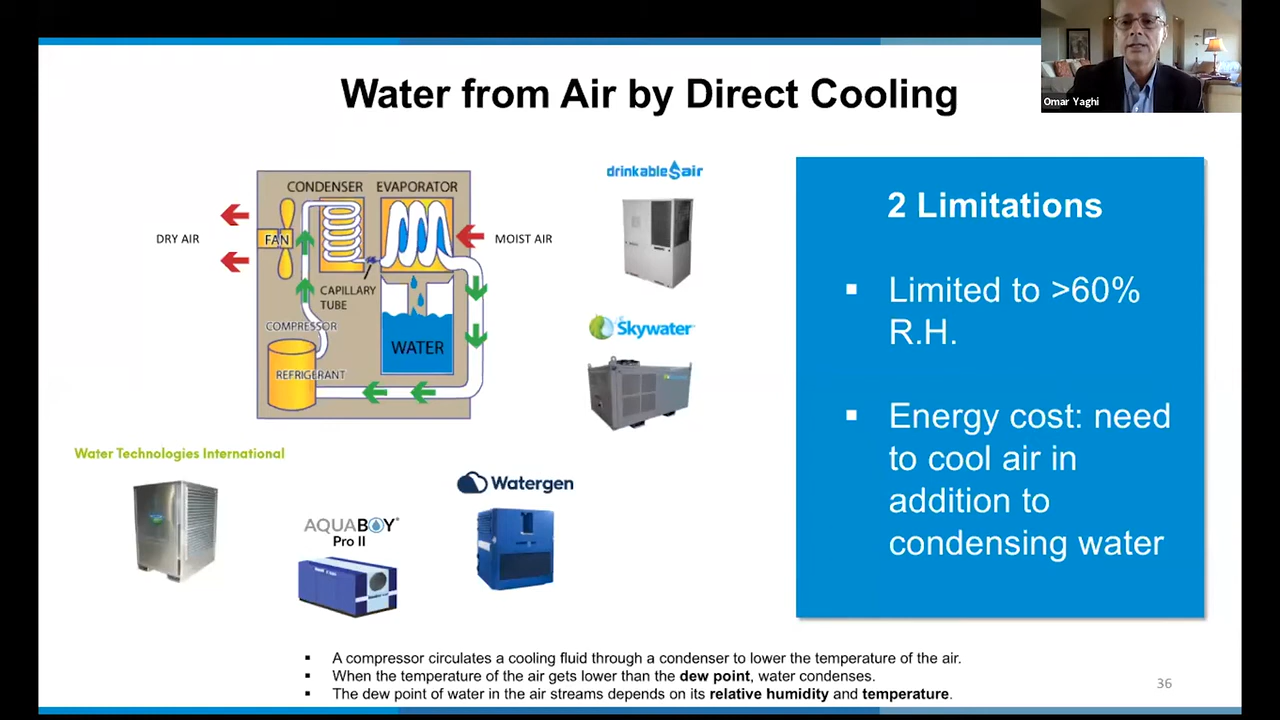 Water from Air by Direct Cooling
Omar Yaghi
CONDENSER EVAPORATOR
DRY AIR
FAN
MOIST AIR
CAPILLARY
TUBE
COMPRESSOR
WATER
REFRIGERANT
drinkable air
Skywater
Water Technologies International
AQUABOY
Pro II
Watergen
2 Limitations
▪ Limited to >60%
R.H.
▪ Energy cost: need
to cool air in
addition to
condensing water
▪ A compressor circulates a cooling fluid through a condenser to lower the temperature of the air.
▪ When the temperature of the air gets lower than the dew point, water condenses.
▪ The dew point of water in the air streams depends on its relative humidity and temperature.
36